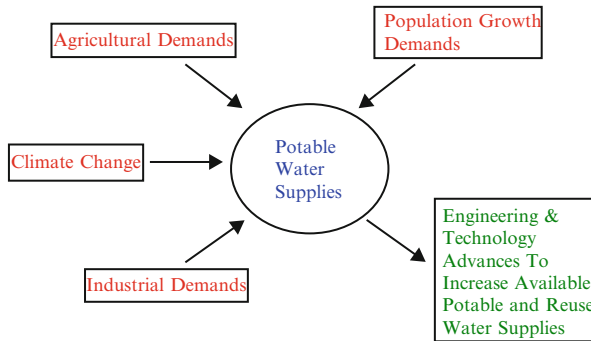 Agricultural Demands
Population Growth
Demands
Climate Change
Potable
Water
Supplies
Industrial Demands
Engineering &
Technology
Advances To
Increase Available
Potable and Reuse
Water Supplies